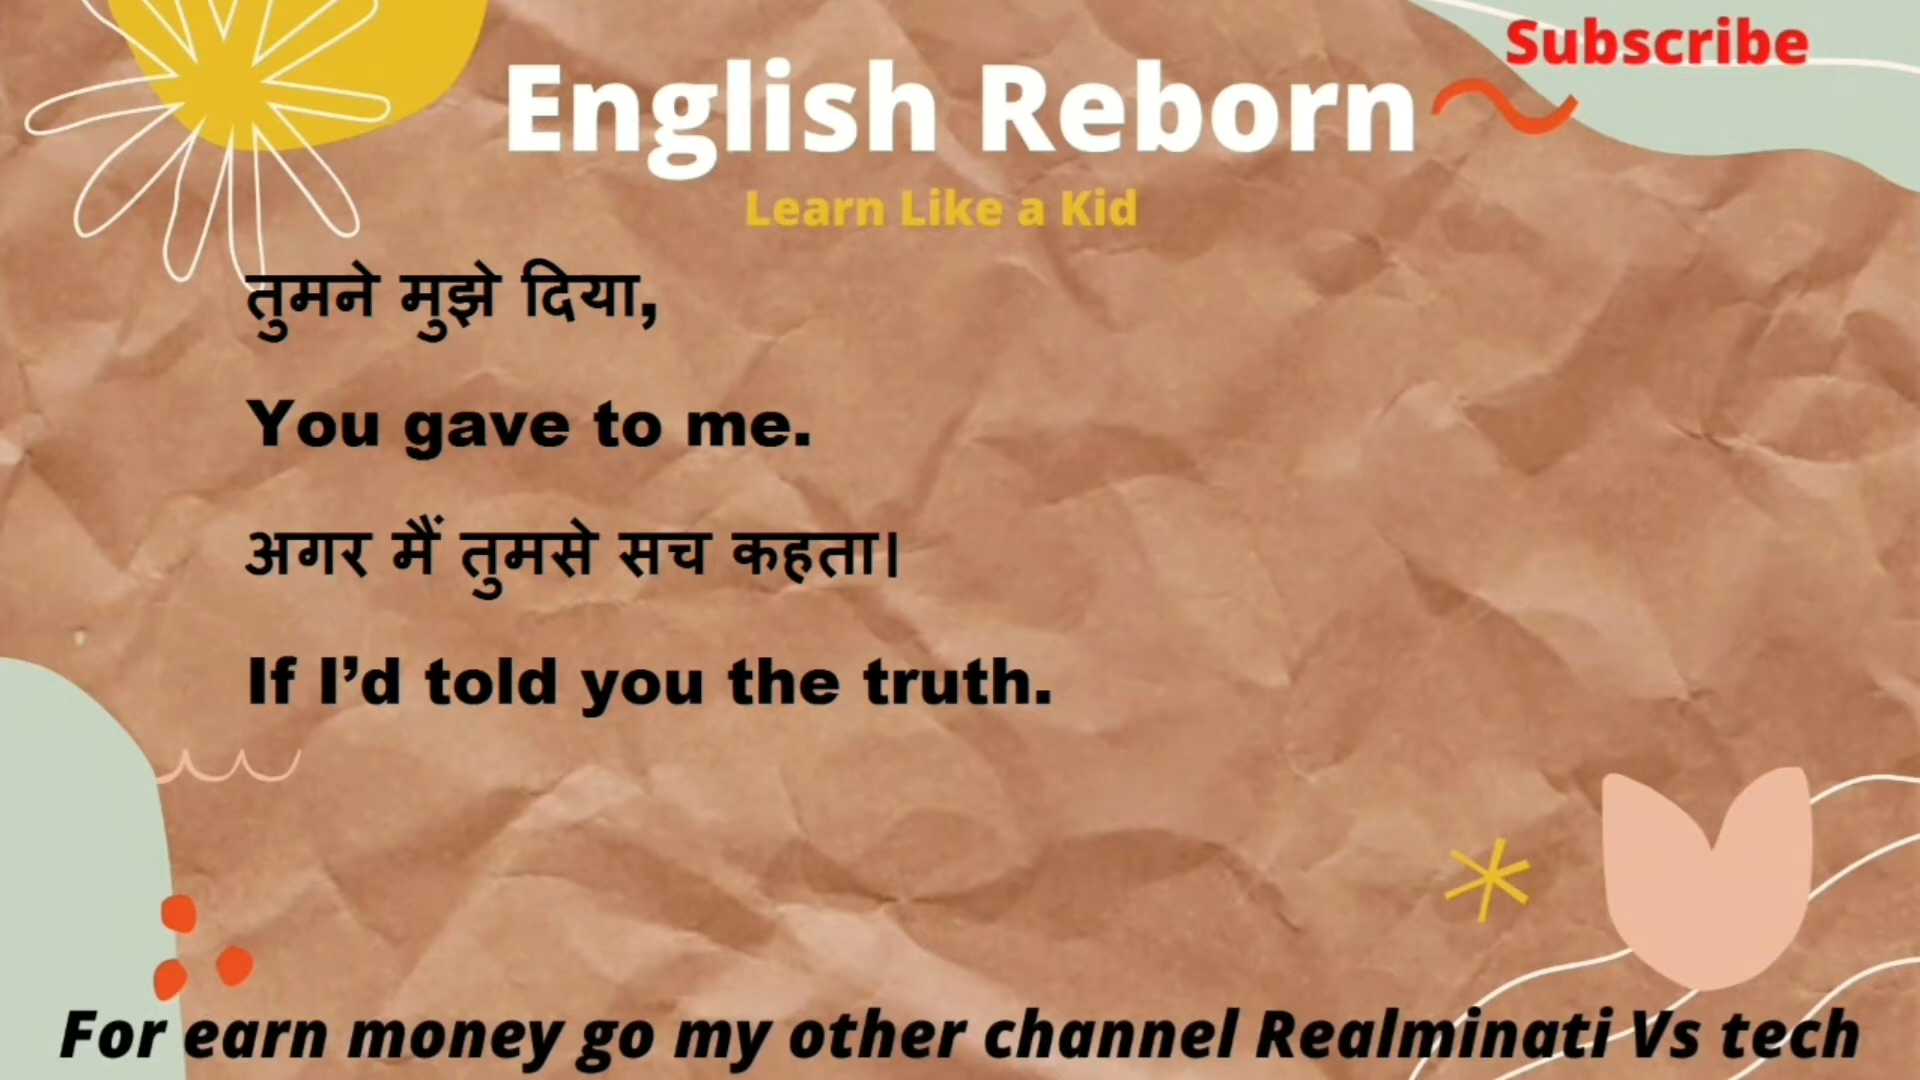 Subscribe
English Reborn
Learn Like a Kid
तुमने मुझे दिया,
You gave to me.
अगर मैं तुमसे सच कहता।
If I’d told you the truth.
For earn money go my other channel Realminati Vs tech